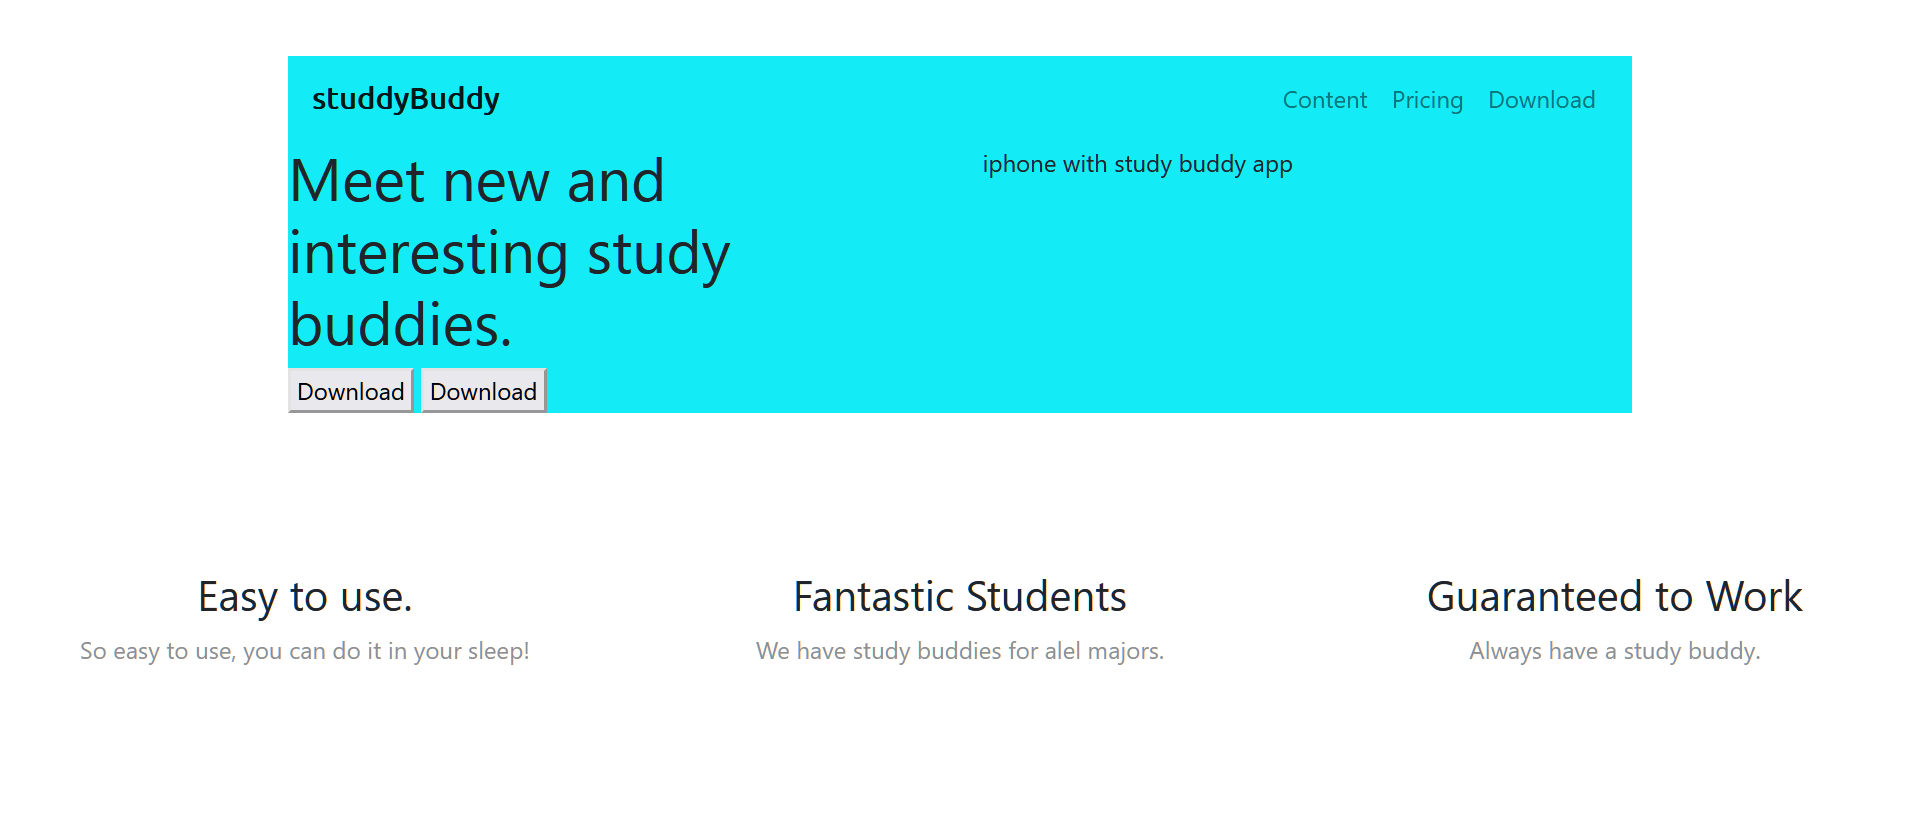 studdyBuddy
Content Pricing Download
Meet new and
interesting study
buddies.
iphone with study buddy app
Download Download
Easy to use.
So easy to use, you can do it in your sleep!
Fantastic Students
We have study buddies for alel majors.
Guaranteed to Work
Always have a study buddy.